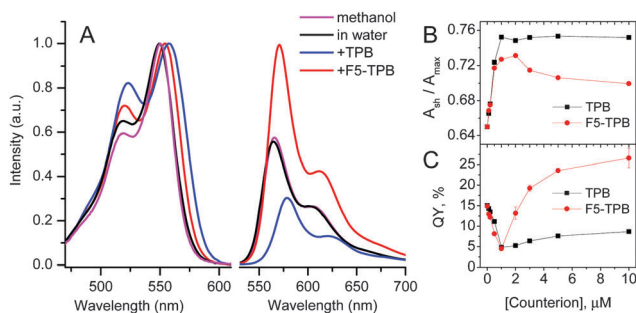 A
methanol
in water
+TPB
+F5-TPB
Intensity (a.u.)
1.0
0.8
0.6
0.4
0.2
0.0
500 550 600
550 600 650 700
Wavelength (nm) Wavelength (nm)
B
A_sh / A_max
0.76
0.72
0.68
0.64
TPB
F5-TPB
C
QY, %
25
20
15
10
5
0
TPB
F5-TPB
0 2 4 6 8 10
[Counterion], μM